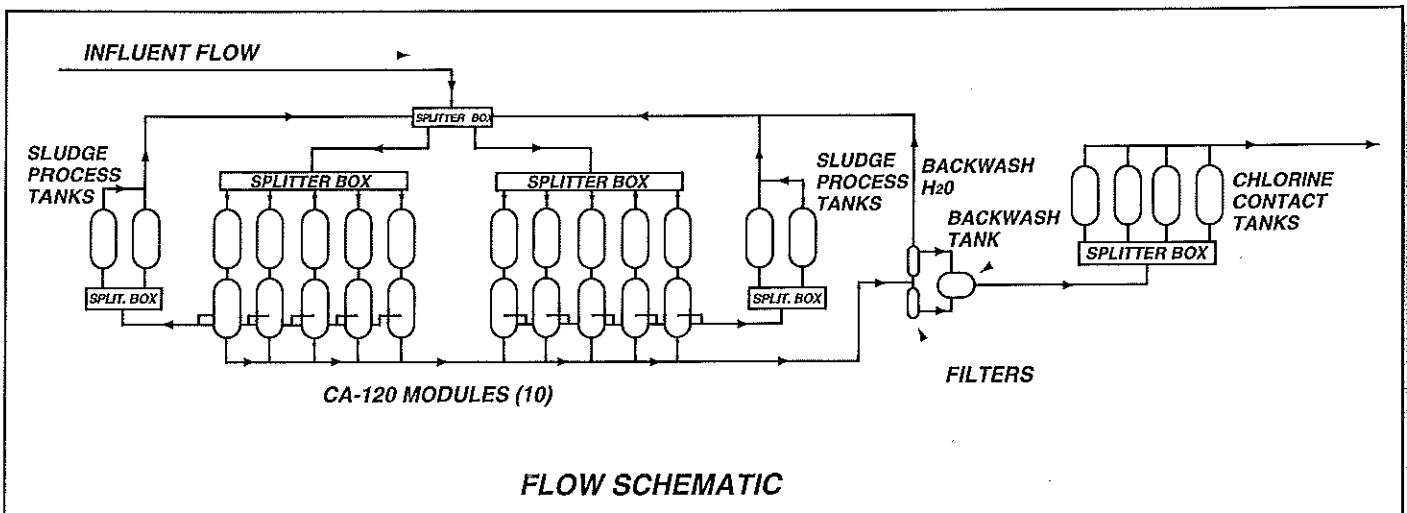 INFLUENT FLOW
SPLITTER BOX
SLUDGE
PROCESS
TANKS
SPLITTER BOX
SPLITTER BOX
SLUDGE
PROCESS
TANKS
BACKWASH
H20
BACKWASH
TANK
CHLORINE
CONTACT
TANKS
SPLITTER BOX
SPLIT. BOX
SPLIT. BOX
FILTERS
CA-120 MODULES (10)
FLOW SCHEMATIC